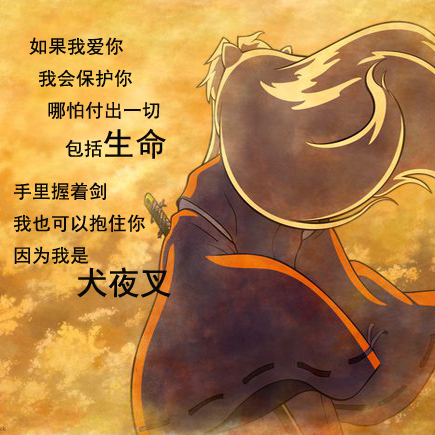 如果我爱你
我会保护你
哪怕付出一切
包括生命
手里握着剑
我也可以抱住你
因为我是
犬夜叉